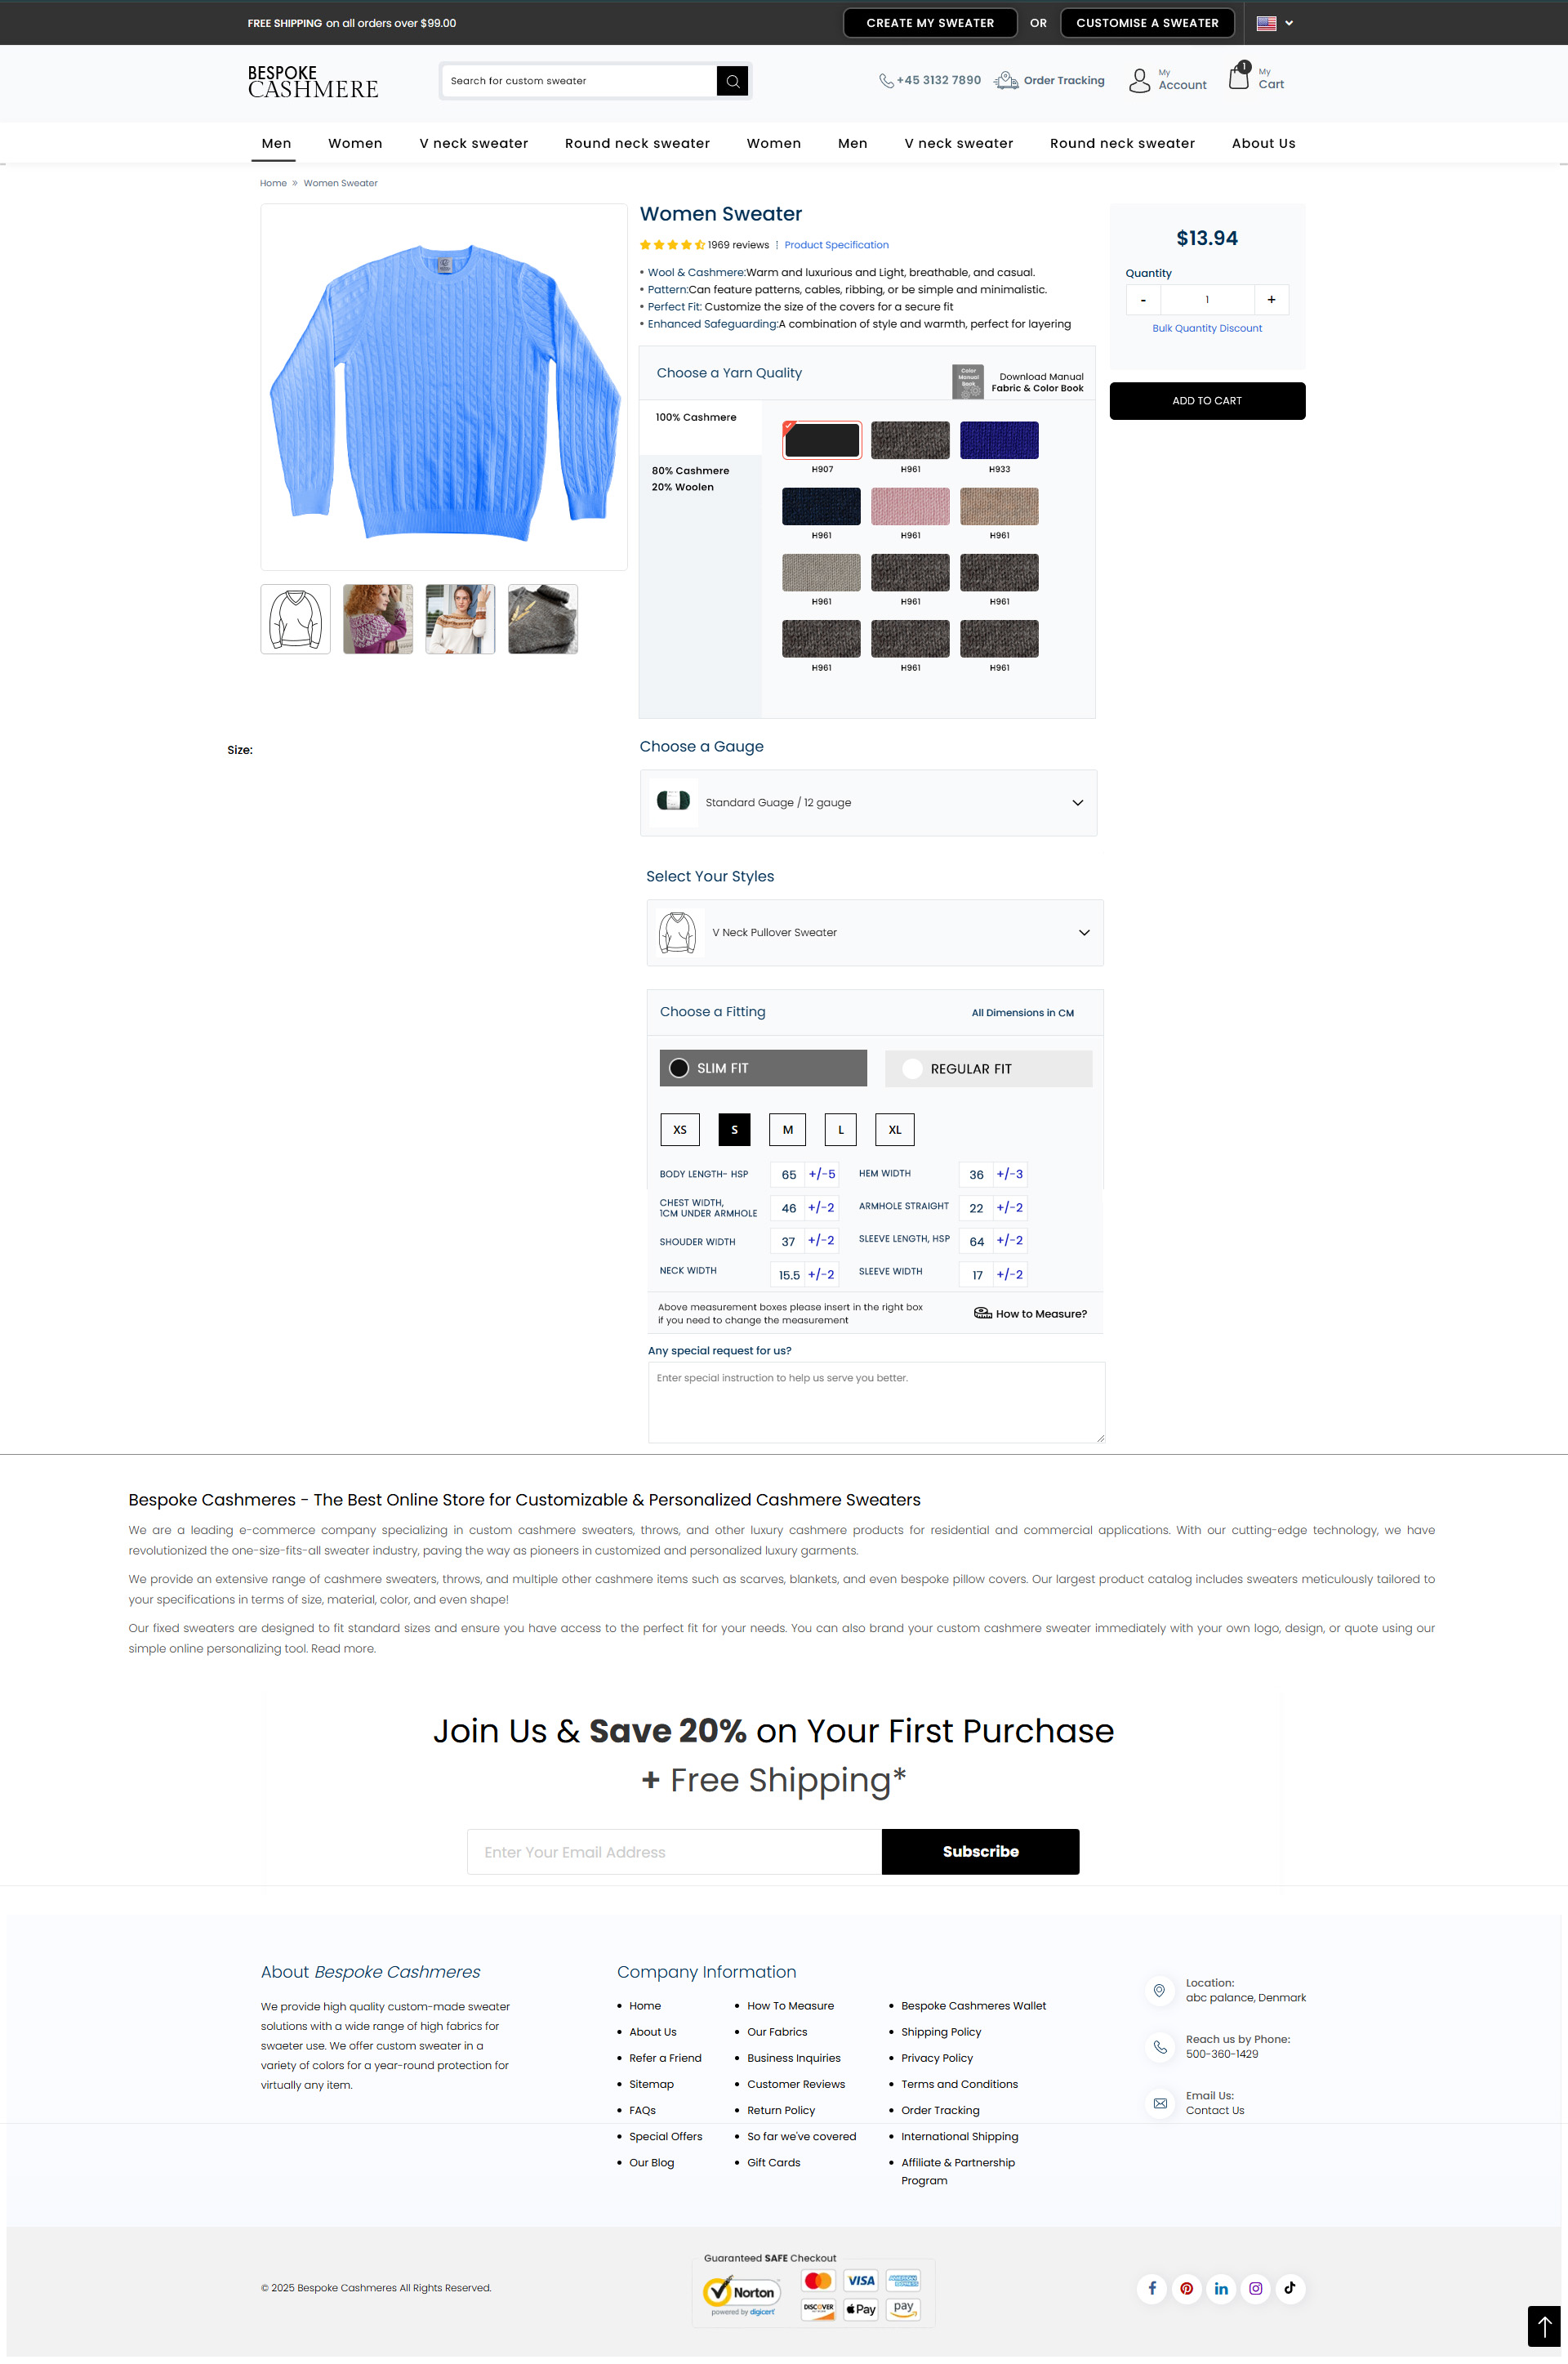 FREE SHIPPING on all orders over $99.00
CREATE MY SWEATER
OR
CUSTOMISE A SWEATER
BESPOKE
CASHMERE
Search for custom sweater
+45 3132 7890
Order Tracking
My
Account
1
My
Cart
Men
Women
V neck sweater
Round neck sweater
Women
Men
V neck sweater
Round neck sweater
About Us
Home » Women Sweater
Women Sweater
1969 reviews
Product Specification
• Wool & Cashmere:Warm and luxurious and Light, breathable, and casual.
• Pattern:Can feature patterns, cables, ribbing, or be simple and minimalistic.
• Perfect Fit: Customize the size of the covers for a secure fit
• Enhanced Safeguarding:A combination of style and warmth, perfect for layering
$13.94
Quantity
- 1 +
Bulk Quantity Discount
ADD TO CART
Choose a Yarn Quality
Color
Manual
Book
Download Manual
Fabric & Color Book
100% Cashmere
80% Cashmere
20% Woolen
H907
H961
H933
H961
H961
H961
H961
H961
H961
H961
H961
H961
Size:
Choose a Gauge
Standard Guage / 12 gauge
Select Your Styles
V Neck Pullover Sweater
Choose a Fitting
All Dimensions in CM
SLIM FIT
REGULAR FIT
XS
S
M
L
XL
BODY LENGTH- HSP 65 +/-5 HEM WIDTH 36 +/-3
CHEST WIDTH,
1CM UNDER ARMHOLE 46 +/-2 ARMHOLE STRAIGHT 22 +/-2
SHOUDER WIDTH 37 +/-2 SLEEVE LENGTH, HSP 64 +/-2
NECK WIDTH 15.5 +/-2 SLEEVE WIDTH 17 +/-2
Above measurement boxes please insert in the right box
if you need to change the measurement
How to Measure?
Any special request for us?
Enter special instruction to help us serve you better.
Bespoke Cashmeres - The Best Online Store for Customizable & Personalized Cashmere Sweaters
We are a leading e-commerce company specializing in custom cashmere sweaters, throws, and other luxury cashmere products for residential and commercial applications. With our cutting-edge technology, we have
revolutionized the one-size-fits-all sweater industry, paving the way as pioneers in customized and personalized luxury garments.
We provide an extensive range of cashmere sweaters, throws, and multiple other cashmere items such as scarves, blankets, and even bespoke pillow covers. Our largest product catalog includes sweaters meticulously tailored to
your specifications in terms of size, material, color, and even shape!
Our fixed sweaters are designed to fit standard sizes and ensure you have access to the perfect fit for your needs. You can also brand your custom cashmere sweater immediately with your own logo, design, or quote using our
simple online personalizing tool. Read more.
Join Us & Save 20% on Your First Purchase
+ Free Shipping*
Enter Your Email Address
Subscribe
About Bespoke Cashmeres
We provide high quality custom-made sweater
solutions with a wide range of high fabrics for
swaeter use. We offer custom sweater in a
variety of colors for a year-round protection for
virtually any item.
Company Information
• Home
• About Us
• Refer a Friend
• Sitemap
• FAQs
• Special Offers
• Our Blog
• How To Measure
• Our Fabrics
• Business Inquiries
• Customer Reviews
• Return Policy
• So far we've covered
• Gift Cards
• Bespoke Cashmeres Wallet
• Shipping Policy
• Privacy Policy
• Terms and Conditions
• Order Tracking
• International Shipping
• Affiliate & Partnership
Program
Location:
abc palance, Denmark
Reach us by Phone:
500-360-1429
Email Us:
Contact Us
© 2025 Bespoke Cashmeres All Rights Reserved.
Guaranteed SAFE Checkout
Norton
powered by digicert
VISA
AMERICAN
EXPRESS
DISCOVER
Pay
pay